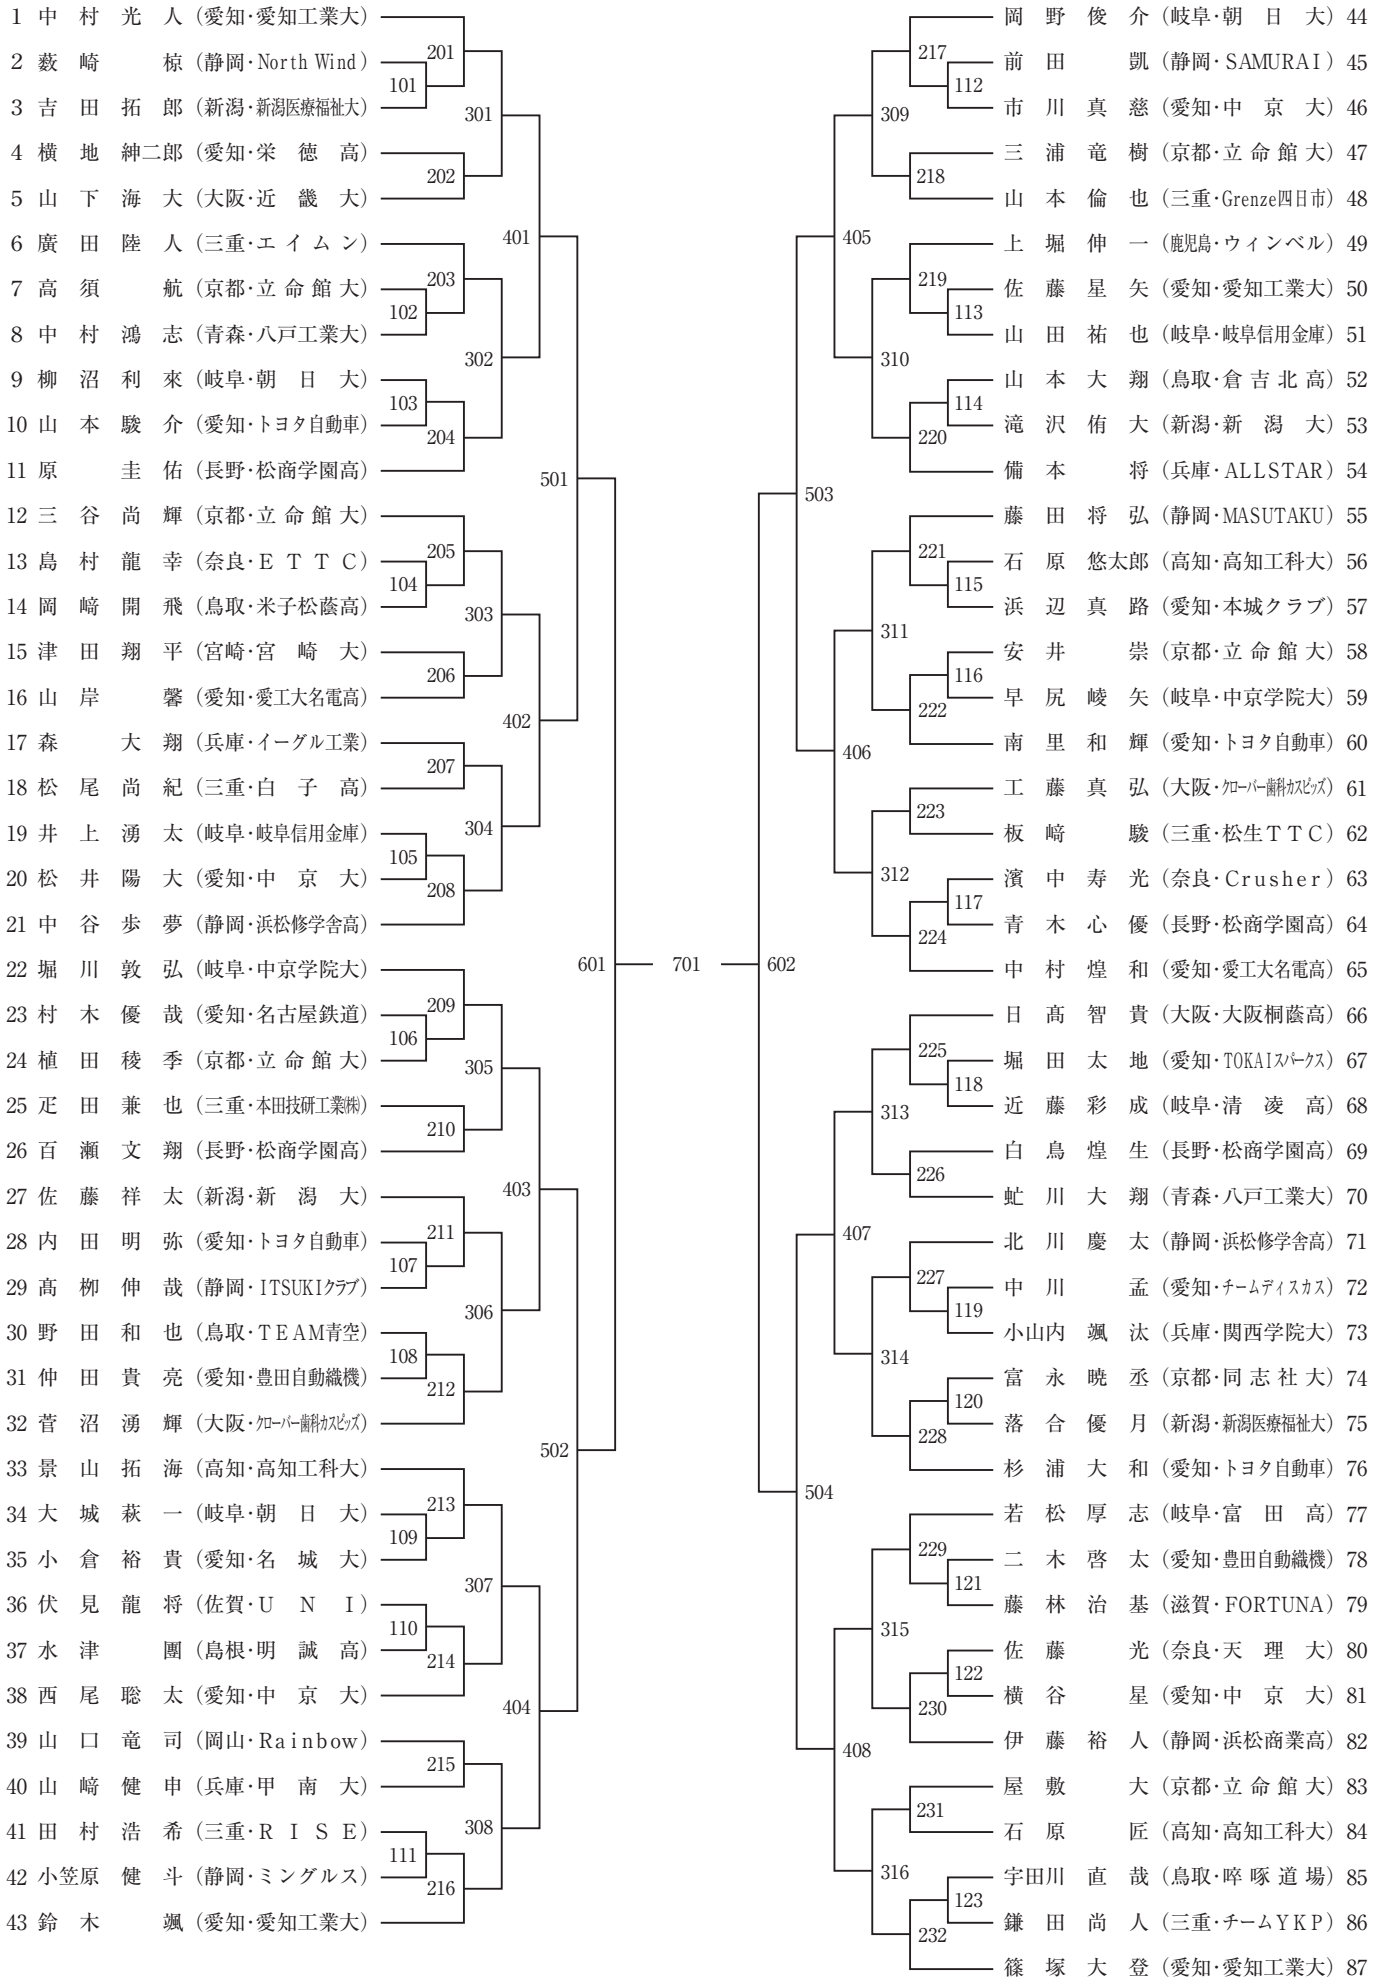 1 中村光人 (愛知・愛知工業大)
2 薮崎椋 (静岡・North Wind)
3 吉田拓郎 (新潟・新潟医療福祉大)
4 横地紳二郎 (愛知・栄徳高)
5 山下海大 (大阪・近畿大)
6 廣田陸人 (三重・エイムン)
7 高須航 (京都・立命館大)
8 中村鴻志 (青森・八戸工業大)
9 柳沼利來 (岐阜・朝日大)
10 山本駿介 (愛知・トヨタ自動車)
11 原圭佑 (長野・松商学園高)
12 三谷尚輝 (京都・立命館大)
13 島村龍幸 (奈良・ETTC)
14 岡﨑開飛 (鳥取・米子松蔭高)
15 津田翔平 (宮崎・宮崎大)
16 山岸馨 (愛知・愛工大名電高)
17 森大翔 (兵庫・イーグル工業)
18 松尾尚紀 (三重・白子高)
19 井上湧太 (岐阜・岐阜信用金庫)
20 松井陽大 (愛知・中京大)
21 中谷歩夢 (静岡・浜松修学舎高)
22 堀川敦弘 (岐阜・中京学院大)
23 村木優哉 (愛知・名古屋鉄道)
24 植田稜季 (京都・立命館大)
25 疋田兼也 (三重・本田技研工業㈱)
26 百瀬文翔 (長野・松商学園高)
27 佐藤祥太 (新潟・新潟大)
28 内田明弥 (愛知・トヨタ自動車)
29 髙栁伸哉 (静岡・ITSUKIクラブ)
30 野田和也 (鳥取・TEAM青空)
31 仲田貴亮 (愛知・豊田自動織機)
32 菅沼湧輝 (大阪・クローバー歯科カスピッズ)
33 景山拓海 (高知・高知工科大)
34 大城萩一 (岐阜・朝日大)
35 小倉裕貴 (愛知・名城大)
36 伏見龍将 (佐賀・UNI)
37 水津團 (島根・明誠高)
38 西尾聡太 (愛知・中京大)
39 山口竜司 (岡山・Rainbow)
40 山﨑健申 (兵庫・甲南大)
41 田村浩希 (三重・RISE)
42 小笠原健斗 (静岡・ミングルス)
43 鈴木颯 (愛知・愛知工業大)
101
102
103
104
105
106
107
108
109
110
111
201
202
203
204
205
206
207
208
209
210
211
212
213
214
215
216
301
302
303
304
305
306
307
308
401
402
403
404
501
502
601
701
602
503
504
405
406
407
408
309
310
311
312
313
314
315
316
217
218
219
220
221
222
223
224
225
226
227
228
229
230
231
232
112
113
114
115
116
117
118
119
120
121
122
123
岡野俊介 (岐阜・朝日大) 44
前田凱 (静岡・SAMURAI) 45
市川真慈 (愛知・中京大) 46
三浦竜樹 (京都・立命館大) 47
山本倫也 (三重・Grenze四日市) 48
上堀伸一 (鹿児島・ウィンベル) 49
佐藤星矢 (愛知・愛知工業大) 50
山田祐也 (岐阜・岐阜信用金庫) 51
山本大翔 (鳥取・倉吉北高) 52
滝沢侑大 (新潟・新潟大) 53
備本将 (兵庫・ALLSTAR) 54
藤田将弘 (静岡・MASUTAKU) 55
石原悠太郎 (高知・高知工科大) 56
浜辺真路 (愛知・本城クラブ) 57
安井崇 (京都・立命館大) 58
早尻崚矢 (岐阜・中京学院大) 59
南里和輝 (愛知・トヨタ自動車) 60
工藤真弘 (大阪・クローバー歯科カスピッズ) 61
板﨑駿 (三重・松生TTC) 62
濱中寿光 (奈良・Crusher) 63
青木心優 (長野・松商学園高) 64
中村煌和 (愛知・愛工大名電高) 65
日髙智貴 (大阪・大阪桐蔭高) 66
堀田太地 (愛知・TOKAIスパークス) 67
近藤彩成 (岐阜・清凌高) 68
白鳥煌生 (長野・松商学園高) 69
虻川大翔 (青森・八戸工業大) 70
北川慶太 (静岡・浜松修学舎高) 71
中川孟 (愛知・チームディスカス) 72
小山内颯汰 (兵庫・関西学院大) 73
富永暁丞 (京都・同志社大) 74
落合優月 (新潟・新潟医療福祉大) 75
杉浦大和 (愛知・トヨタ自動車) 76
若松厚志 (岐阜・富田高) 77
二木啓太 (愛知・豊田自動織機) 78
藤林治基 (滋賀・FORTUNA) 79
佐藤光 (奈良・天理大) 80
横谷星 (愛知・中京大) 81
伊藤裕人 (静岡・浜松商業高) 82
屋敷大 (京都・立命館大) 83
石原匠 (高知・高知工科大) 84
宇田川直哉 (鳥取・啐啄道場) 85
鎌田尚人 (三重・チームYKP) 86
篠塚大登 (愛知・愛知工業大) 87